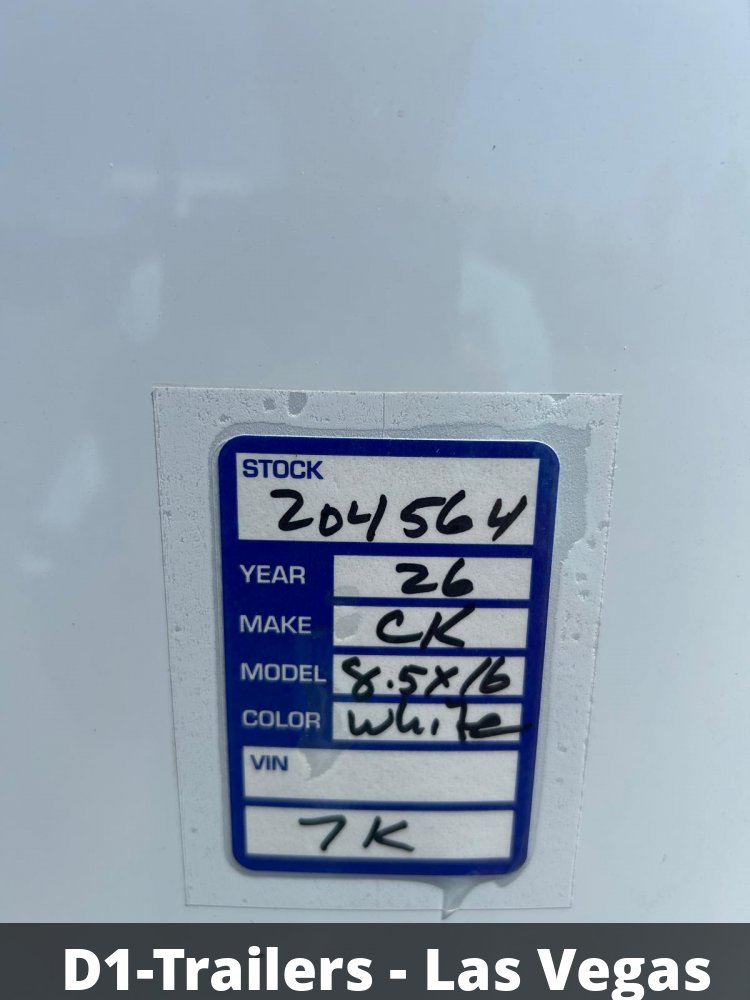 STOCK
204564
YEAR 26
MAKE CK
MODEL 8.5x16
COLOR White
VIN
7K
D1-Trailers - Las Vegas